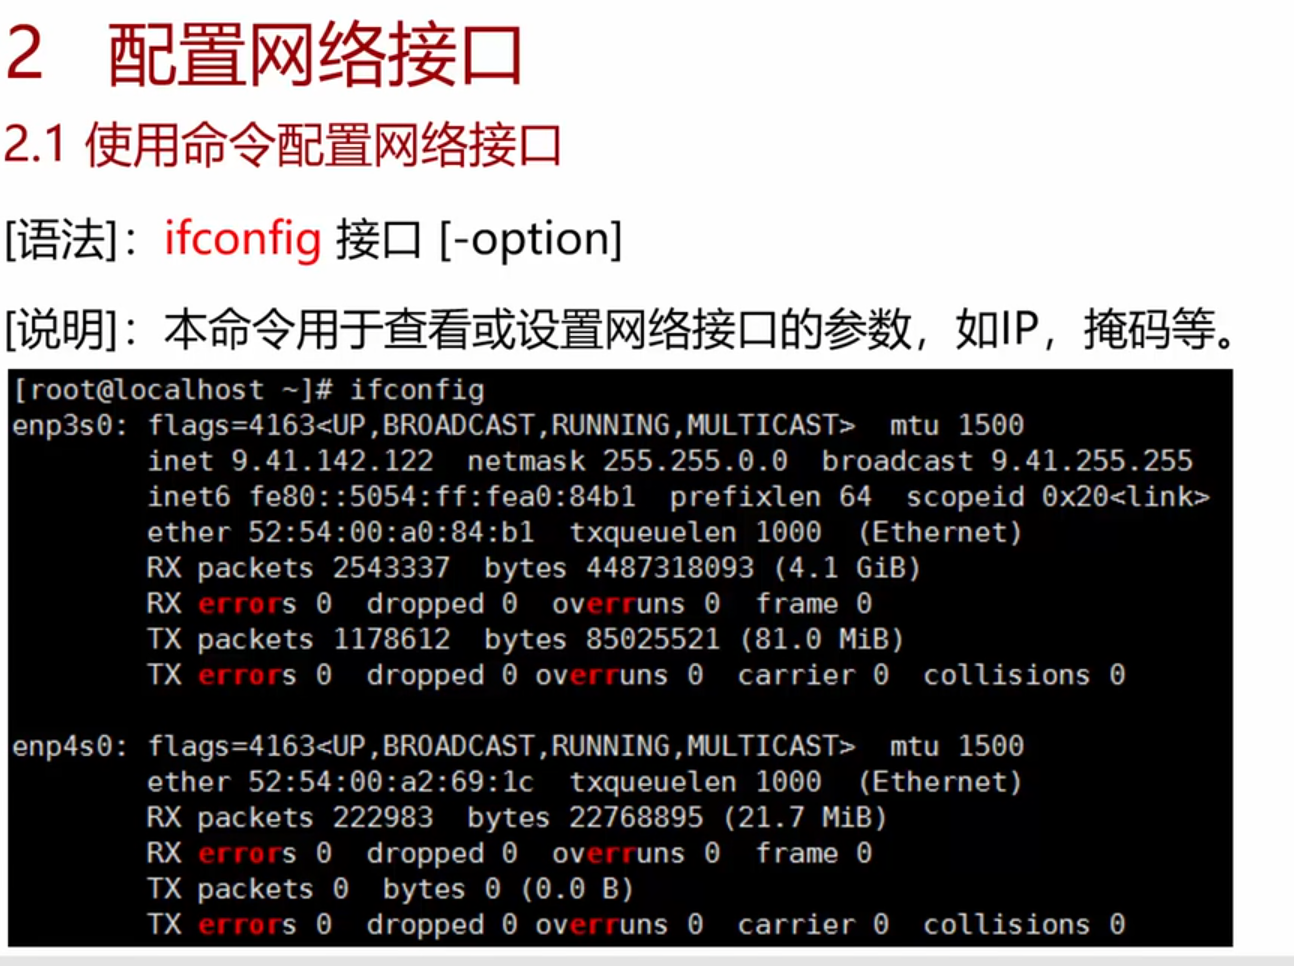 2 配置网络接口
2.1 使用命令配置网络接口
[语法]：ifconfig 接口 [-option]
[说明]：本命令用于查看或设置网络接口的参数，如IP，掩码等。
[root@localhost ~]# ifconfig
enp3s0: flags=4163<UP,BROADCAST,RUNNING,MULTICAST>  mtu 1500
        inet 9.41.142.122  netmask 255.255.0.0  broadcast 9.41.255.255
        inet6 fe80::5054:ff:fea0:84b1  prefixlen 64  scopeid 0x20<link>
        ether 52:54:00:a0:84:b1  txqueuelen 1000  (Ethernet)
        RX packets 2543337  bytes 4487318093 (4.1 GiB)
        RX errors 0  dropped 0  overruns 0  frame 0
        TX packets 1178612  bytes 85025521 (81.0 MiB)
        TX errors 0  dropped 0 overruns 0  carrier 0  collisions 0
enp4s0: flags=4163<UP,BROADCAST,RUNNING,MULTICAST>  mtu 1500
        ether 52:54:00:a2:69:1c  txqueuelen 1000  (Ethernet)
        RX packets 222983  bytes 22768895 (21.7 MiB)
        RX errors 0  dropped 0  overruns 0  frame 0
        TX packets 0  bytes 0 (0.0 B)
        TX errors 0  dropped 0 overruns 0  carrier 0  collisions 0